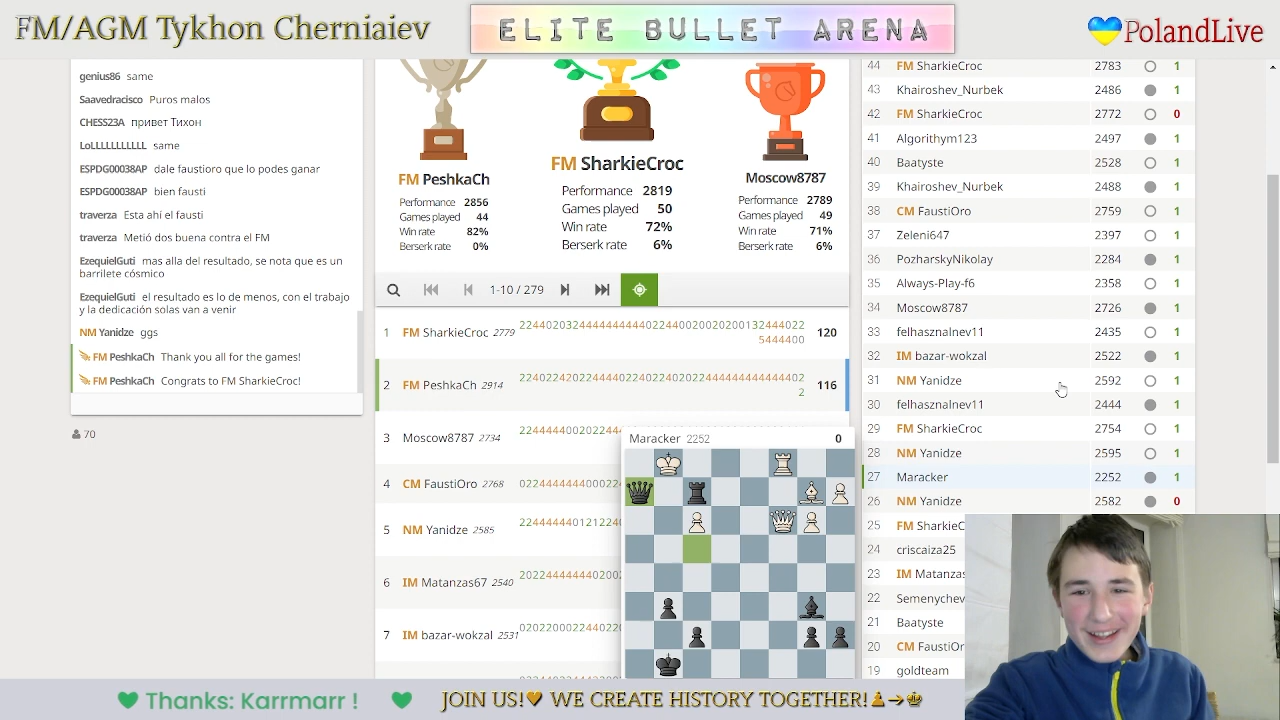 FM/AGM Tykhon Cherniaiev
ELITE BULLET ARENA
PolandLive
genius86 same
Saavedracisco Puros malos
CHESS23A привет Тихон
LoLLLLLLLLLL same
ESPDG00038AP dale faustioro que lo podes ganar
ESPDG00038AP bien fausti
traverza Esta ahí el fausti
traverza Metió dos buena contra el FM
EzequielGuti mas alla del resultado, se nota que es un
barrilete cósmico
EzequielGuti el resultado es lo de menos, con el trabajo
y la dedicación solas van a venir
NM Yanidze ggs
FM PeshkaCh Thank you all for the games!
FM PeshkaCh Congrats to FM SharkieCroc!
70
FM PeshkaCh
Performance 2856
Games played 44
Win rate 82%
Berserk rate 0%
FM SharkieCroc
Performance 2819
Games played 50
Win rate 72%
Berserk rate 6%
Moscow8787
Performance 2789
Games played 49
Win rate 71%
Berserk rate 6%
1-10 / 279
1 FM SharkieCroc 2779 120
2 FM PeshkaCh 2914 116
3 Moscow8787 2734
4 CM FaustiOro 2768
5 NM Yanidze 2585
6 IM Matanzas67 2540
7 IM bazar-wokzal 2531
Maracker 2252 0
44 FM SharkieCroc 2783 1
43 Khairoshev_Nurbek 2486 1
42 FM SharkieCroc 2772 0
41 Algorithym123 2497 1
40 Baatyste 2528 1
39 Khairoshev_Nurbek 2488 1
38 CM FaustiOro 2759 1
37 Zeleni647 2397 1
36 PozharskyNikolay 2284 1
35 Always-Play-f6 2358 1
34 Moscow8787 2726 1
33 felhasznalnev11 2435 1
32 IM bazar-wokzal 2522 1
31 NM Yanidze 2592 1
30 felhasznalnev11 2444 1
29 FM SharkieCroc 2754 1
28 NM Yanidze 2595 1
27 Maracker 2252 1
26 NM Yanidze 2582 0
25 FM SharkieC
24 criscaiza25
23 IM Matanzas
22 Semenychev
21 Baatyste
20 CM FaustiOr
19 goldteam
Thanks: Karrmarr !
JOIN US! WE CREATE HISTORY TOGETHER!